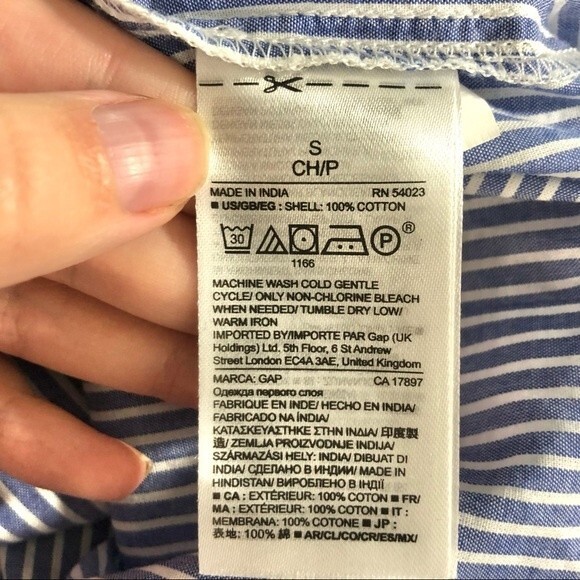 S
CH/P
MADE IN INDIA RN 54023
■ US/GB/EG : SHELL: 100% COTTON
30 P ®
1166
MACHINE WASH COLD GENTLE
CYCLE/ ONLY NON-CHLORINE BLEACH
WHEN NEEDED/ TUMBLE DRY LOW/
WARM IRON
IMPORTED BY/IMPORTE PAR Gap (UK
Holdings) Ltd. 5th Floor, 6 St Andrew
Street London EC4A 3AE, United Kingdom
MARCA: GAP CA 17897
Одежда первого слоя
FABRIQUE EN INDE/ HECHO EN INDIA/
FABRICADO NA ÍNDIA/
ΚΑΤΑΣΚΕΥΑΣΤΗΚΕ ΣΤΗΝ ΙΝΔΙΑ/ 印度製
造/ ZEMLJA PROIZVODNJE INDIJA/
SZÁRMAZÁSI HELY: INDIA/ DIBUAT DI
INDIA/ СДЕЛАНО В ИНДИИ/ MADE IN
HINDISTAN/ ВИРОБЛЕНО В ІНДІЇ
■ CA : EXTÉRIEUR: 100% COTON ■ FR/
MA : EXTÉRIEUR: 100% COTON ■ IT :
MEMBRANA: 100% COTONE ■ JP :
表地: 100% 綿 ■ AR/CL/CO/CR/ES/MX/